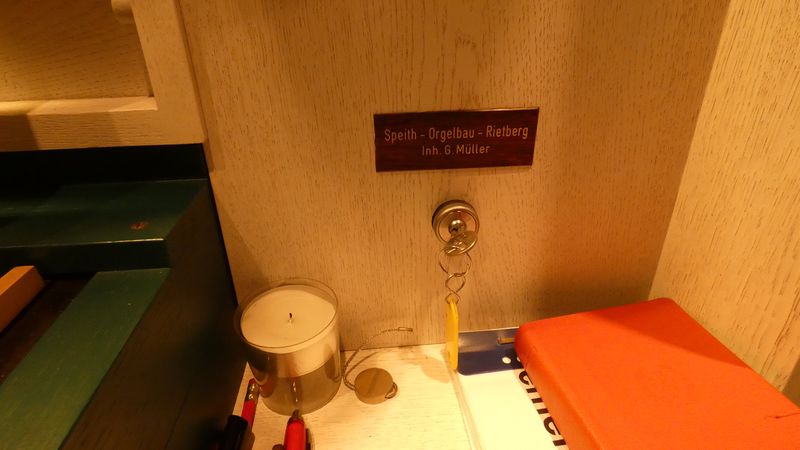 Speith - Orgelbau - Rietberg
Inh. G. Müller